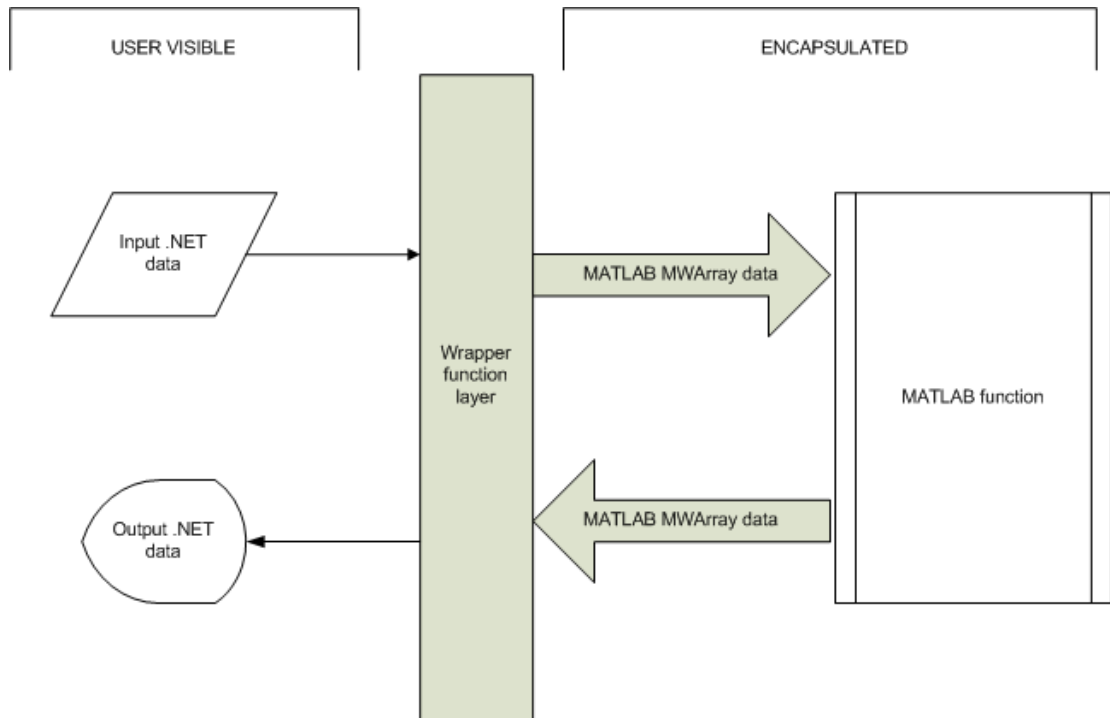 USER VISIBLE
ENCAPSULATED
Input .NET
data
MATLAB MWArray data
Wrapper
function
layer
MATLAB function
Output .NET
data
MATLAB MWArray data